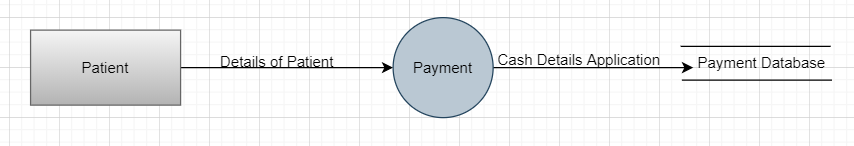 Patient
Details of Patient
Payment
Cash Details Application
Payment Database